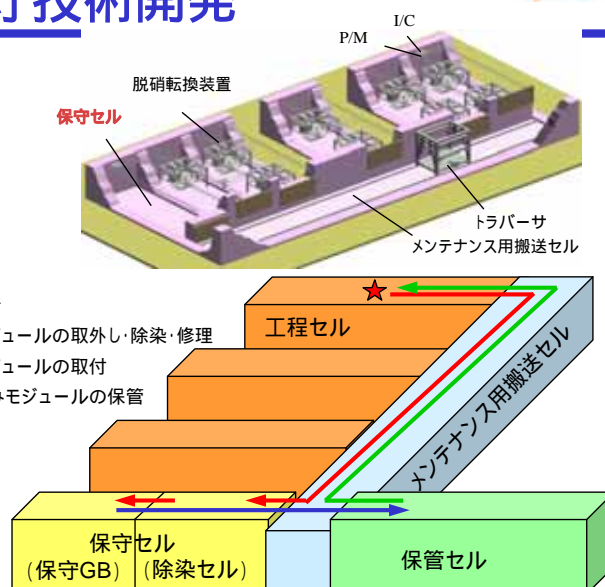 技術開発
I/C
P/M
脱硝転換装置
保守セル
トラバーサ
メンテナンス用搬送セル
ュールの取外し・除染・修理
ュールの取付
モジュールの保管
工程セル
メンテナンス用搬送セル
保守セル
(保守GB) (除染セル)
保管セル